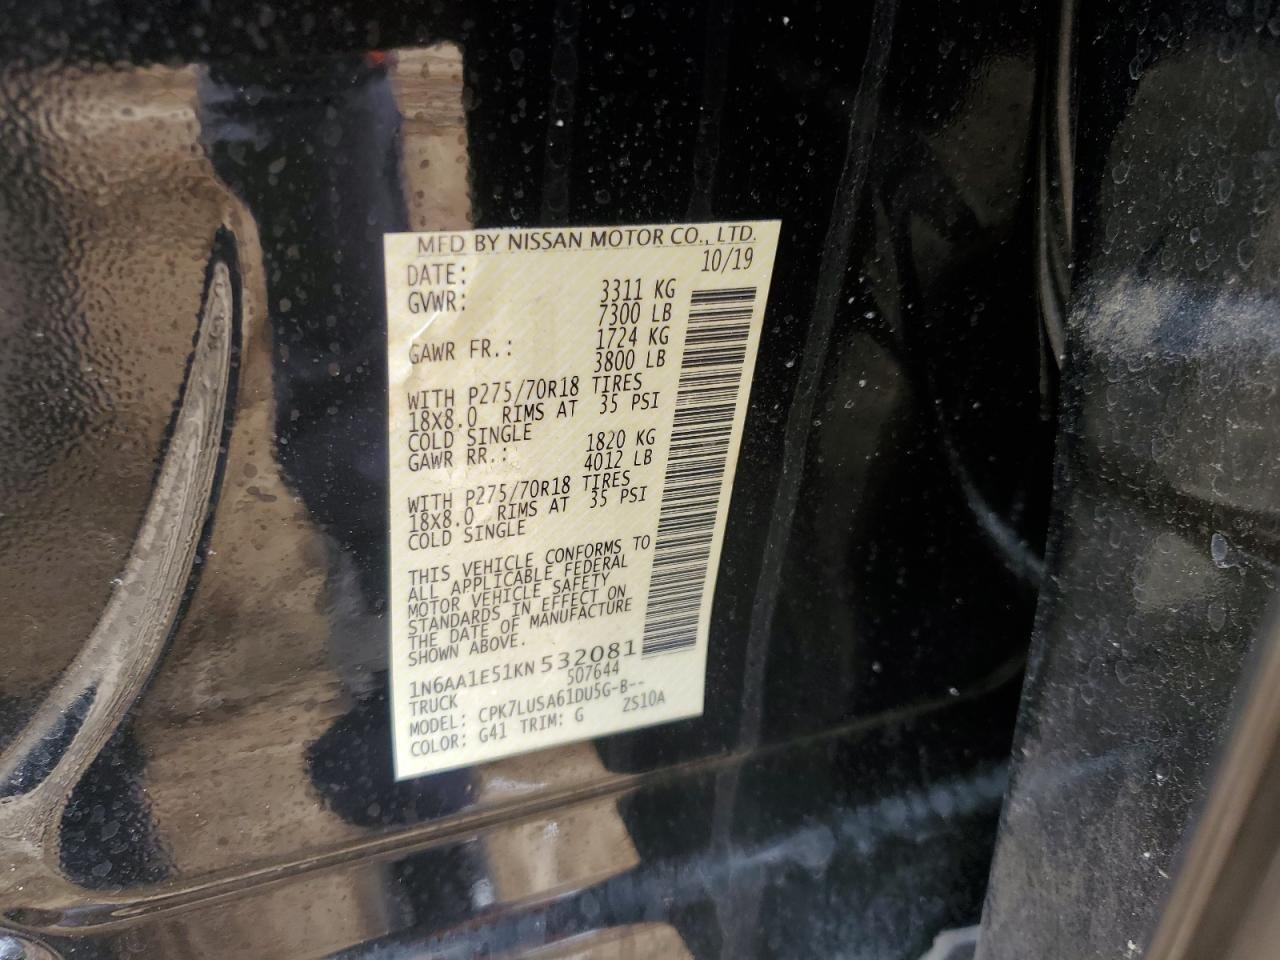 MFD BY NISSAN MOTOR CO., LTD.
DATE: 10/19
GVWR: 3311 KG
7300 LB
GAWR FR.: 1724 KG
3800 LB
WITH P275/70R18 TIRES
18X8.0 RIMS AT 35 PSI
COLD SINGLE
GAWR RR.: 1820 KG
4012 LB
WITH P275/70R18 TIRES
18X8.0 RIMS AT 35 PSI
COLD SINGLE
THIS VEHICLE CONFORMS TO
ALL APPLICABLE FEDERAL
MOTOR VEHICLE SAFETY
STANDARDS IN EFFECT ON
THE DATE OF MANUFACTURE
SHOWN ABOVE.
1N6AA1E51KN532081
TRUCK 507644
MODEL: CPK7LUSA61DU5G-B--
COLOR: G41 TRIM: G ZS10A